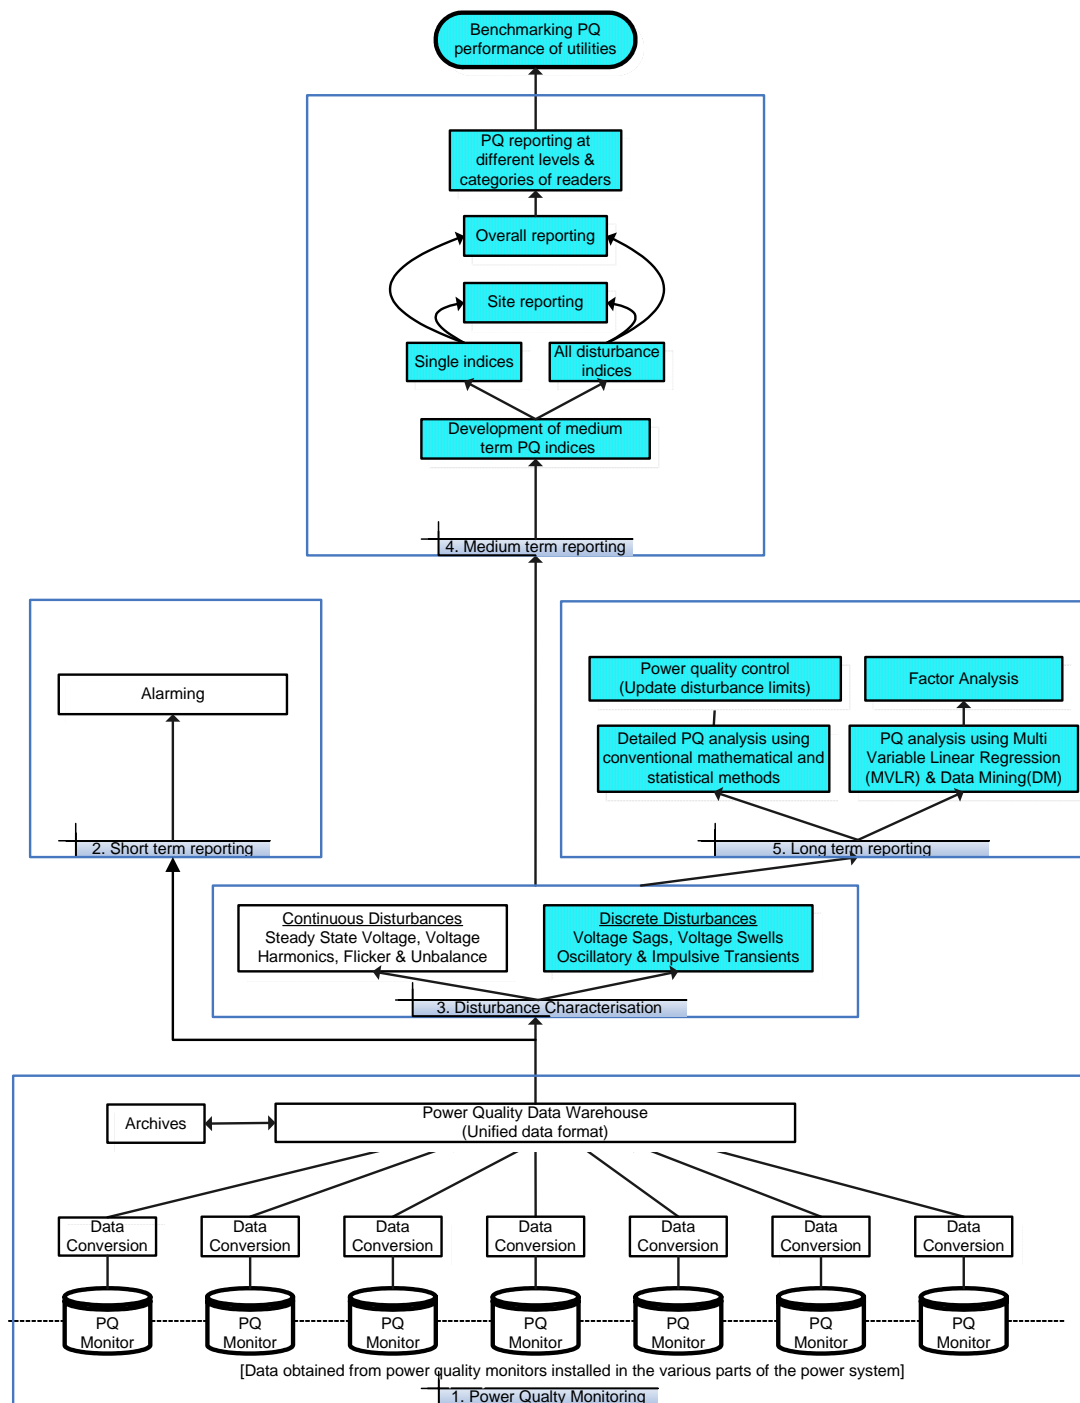 Benchmarking PQ
performance of utilities
PQ reporting at
different levels &
categories of readers
Overall reporting
Site reporting
Single indices
All disturbance
indices
Development of medium
term PQ indices
4. Medium term reporting
Alarming
2. Short term reporting
Power quality control
(Update disturbance limits)
Factor Analysis
Detailed PQ analysis using
conventional mathematical and
statistical methods
PQ analysis using Multi
Variable Linear Regression
(MVLR) & Data Mining(DM)
5. Long term reporting
Continuous Disturbances
Steady State Voltage, Voltage
Harmonics, Flicker & Unbalance
Discrete Disturbances
Voltage Sags, Voltage Swells
Oscillatory & Impulsive Transients
3. Disturbance Characterisation
Archives
Power Quality Data Warehouse
(Unified data format)
Data
Conversion
Data
Conversion
Data
Conversion
Data
Conversion
Data
Conversion
Data
Conversion
Data
Conversion
PQ
Monitor
PQ
Monitor
PQ
Monitor
PQ
Monitor
PQ
Monitor
PQ
Monitor
PQ
Monitor
[Data obtained from power quality monitors installed in the various parts of the power system]
1. Power Qualty Monitoring